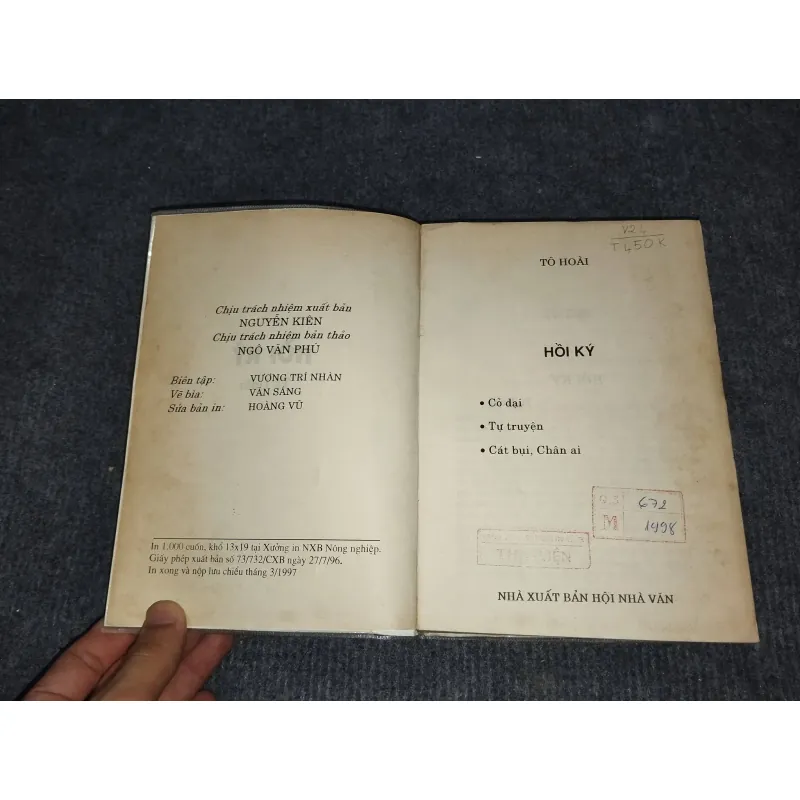 Chịu trách nhiệm xuất bản
NGUYỄN KIÊN
Chịu trách nhiệm bản thảo
NGÔ VĂN PHÚ
Biên tập: VƯƠNG TRÍ NHÀN
Vẽ bìa: VĂN SÁNG
Sửa bản in: HOÀNG VŨ
In 1.000 cuốn, khổ 13x19 tại Xưởng in NXB Nông nghiệp.
Giấy phép xuất bản số 73/732/CXB ngày 27/7/96.
In xong và nộp lưu chiểu tháng 3/1997
V24
T450K
TÔ HOÀI
HỒI KÝ
• Cỏ dại
• Tự truyện
• Cát bụi, Chân ai
672
M 1998
THƯ VIỆN
NHÀ XUẤT BẢN HỘI NHÀ VĂN